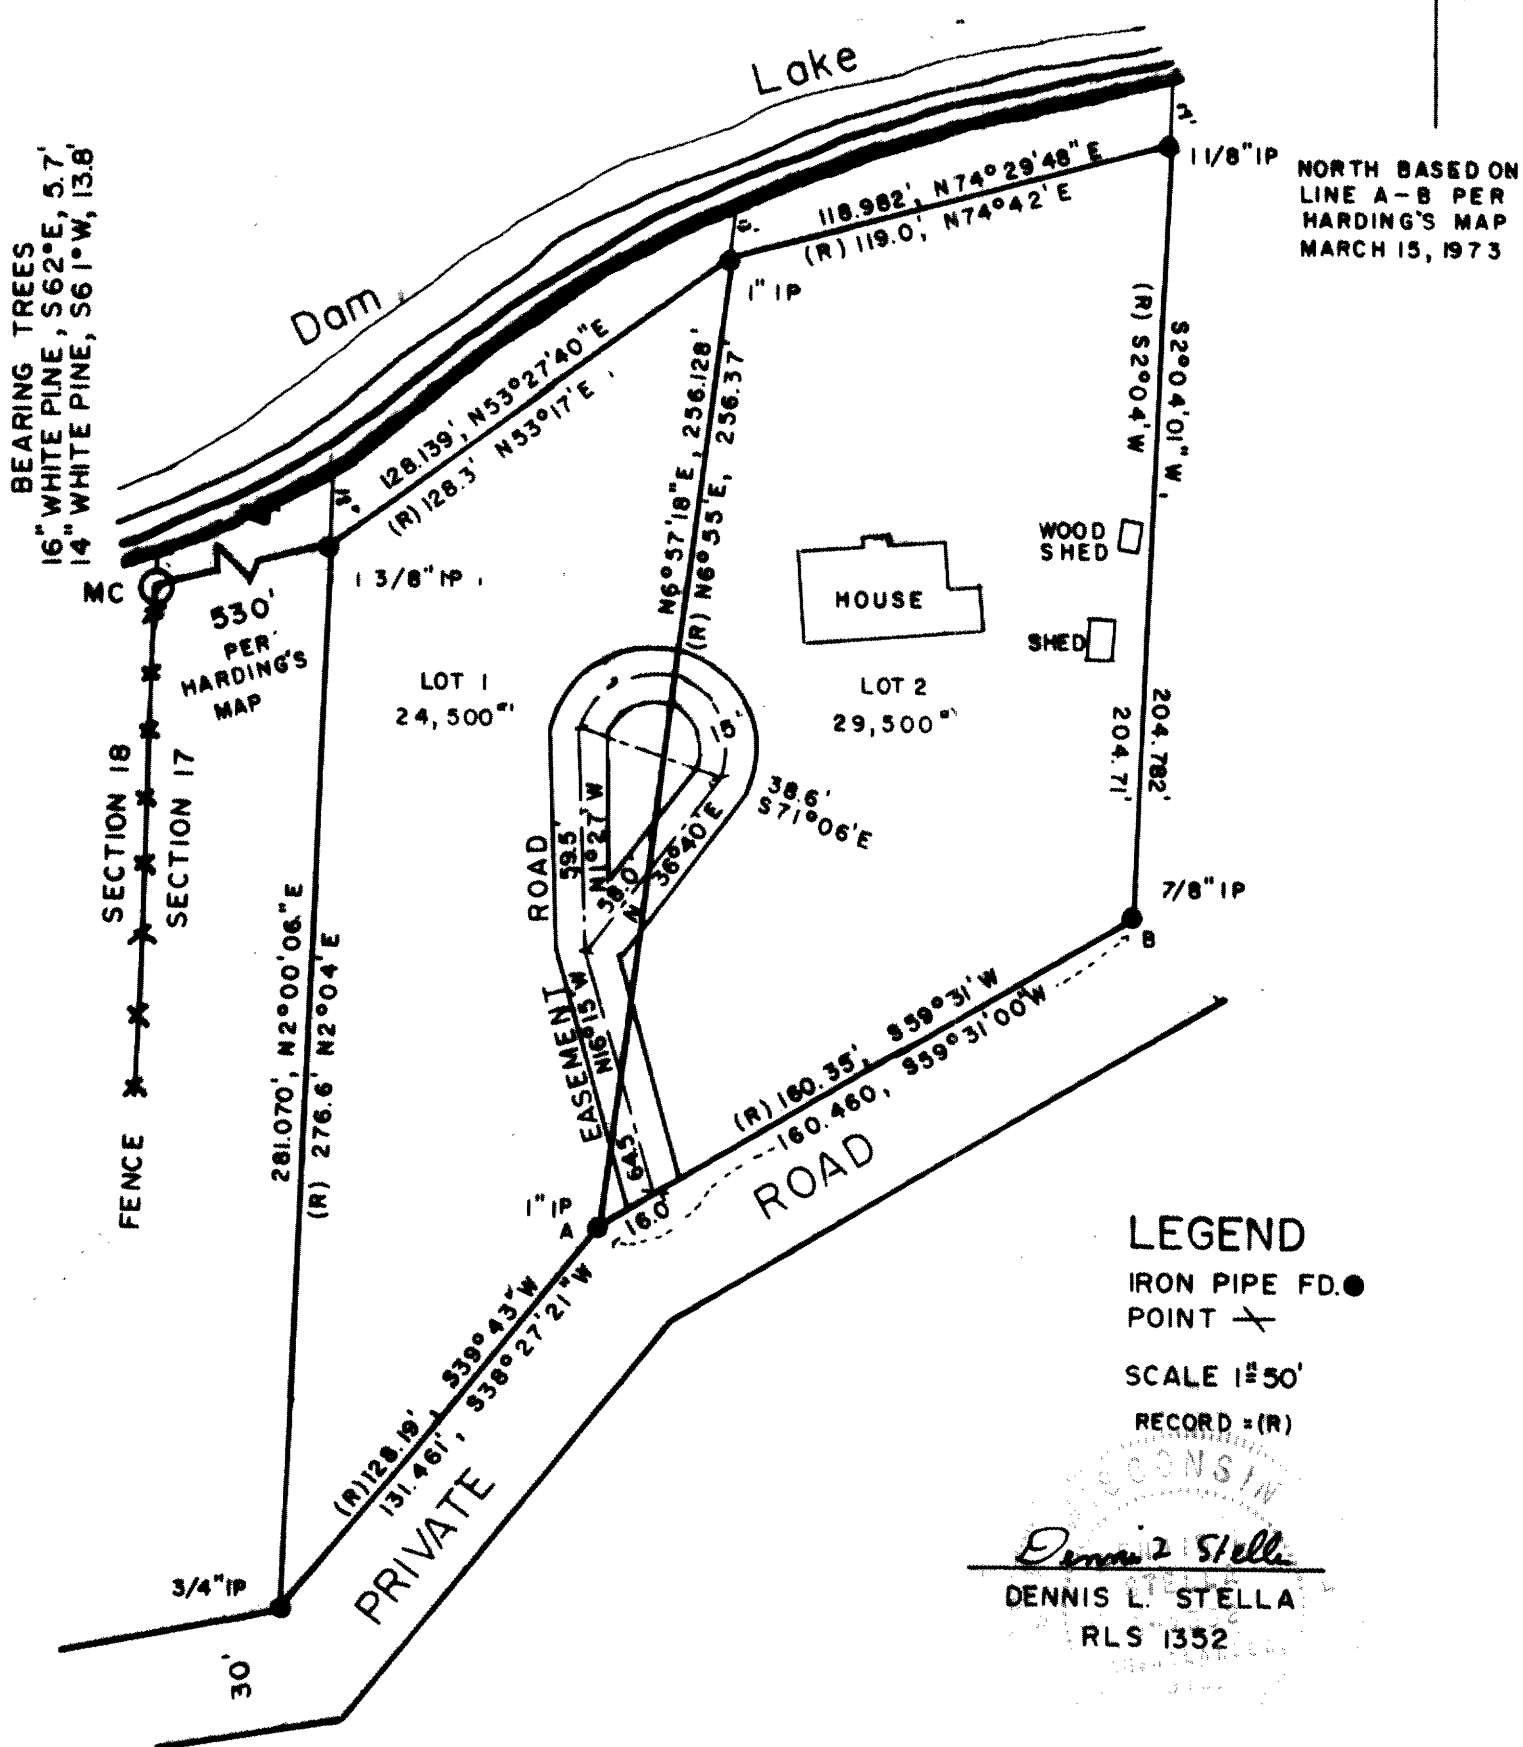 Lake
Dam
BEARING TREES
16" WHITE PINE, S62°E, 5.7'
14" WHITE PINE, S61°W, 13.8'
1 1/8" IP
NORTH BASED ON
LINE A-B PER
HARDING'S MAP
MARCH 15, 1973
118.982', N74°29'48"E
(R) 119.0', N74°42'E
1" IP
128.139', N53°27'40"E
(R) 128.3' N53°17'E
N6°57'18"E, 256.128'
(R) N6°55'E, 256.37'
S2°04'01"W,
(R) S2°04'W
204.782'
204.71'
MC
530'
PER
HARDING'S
MAP
1 3/8" IP
WOOD
SHED
HOUSE
SHED
LOT 1
24,500
LOT 2
29,500
15'
38.6'
S71°06'E
59.5'
N1°27'W
58.0'
N 36°40'E
EASEMENT ROAD
N16°15'W
64.5
16.0'
SECTION 18
SECTION 17
FENCE
281.070', N2°00'06"E
(R) 276.6' N2°04'E
7/8" IP
B
(R) 160.35', S59°31'W
160.460, S59°31'00"W
1" IP
A
(R) 128.19', S39°43'W
131.461', S38°27'21"W
PRIVATE ROAD
3/4" IP
30'
LEGEND
IRON PIPE FD.
POINT
SCALE 1"=50'
RECORD = (R)
DENNIS L. STELLA
RLS 1352